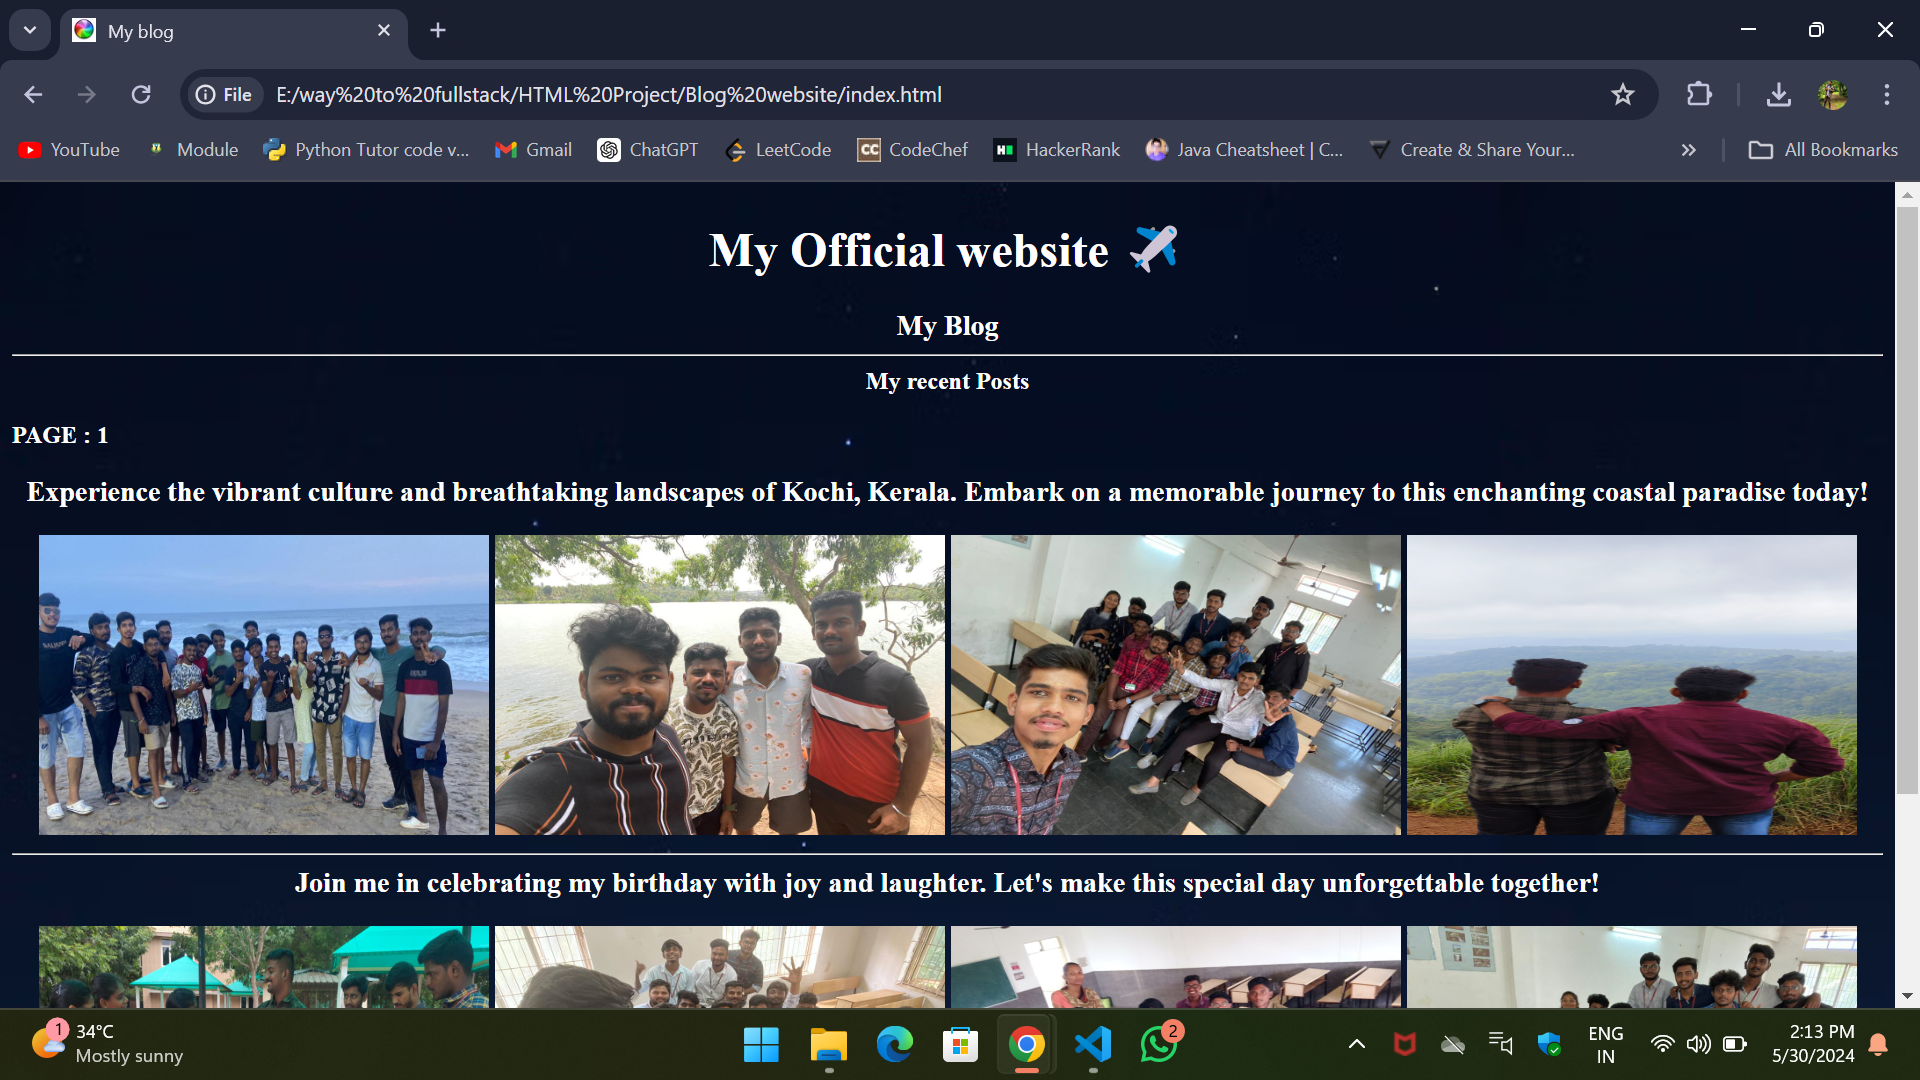 My blog
File E:/way%20to%20fullstack/HTML%20Project/Blog%20website/index.html
YouTube Module Python Tutor code v... Gmail ChatGPT LeetCode CC CodeChef HackerRank Java Cheatsheet | C... Create & Share Your... All Bookmarks
My Official website
My Blog
My recent Posts
PAGE : 1
Experience the vibrant culture and breathtaking landscapes of Kochi, Kerala. Embark on a memorable journey to this enchanting coastal paradise today!
Join me in celebrating my birthday with joy and laughter. Let's make this special day unforgettable together!
1 34°C
Mostly sunny
2
ENG
IN
2:13 PM
5/30/2024